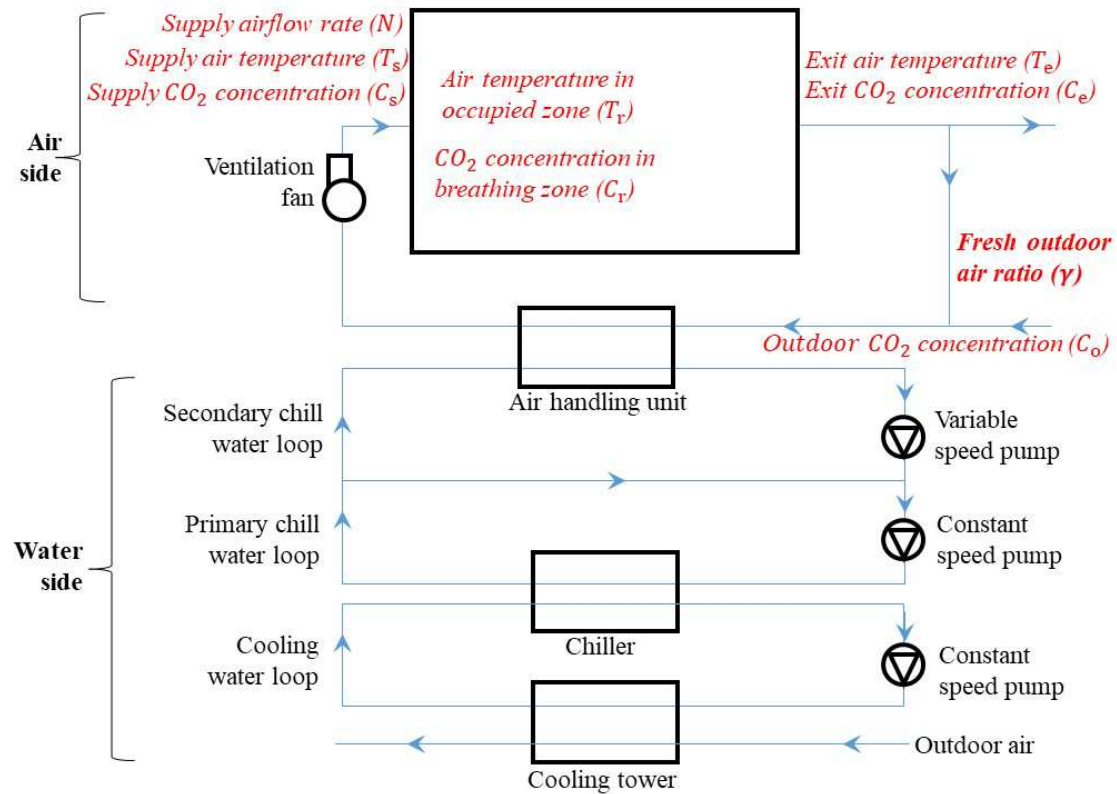 Supply airflow rate (N)
Supply air temperature (Tₛ)
Supply CO₂ concentration (Cₛ)
Air temperature in
occupied zone (Tᵣ)
CO₂ concentration in
breathing zone (Cᵣ)
Exit air temperature (Tₑ)
Exit CO₂ concentration (Cₑ)
Air
side
Ventilation
fan
Fresh outdoor
air ratio (γ)
Outdoor CO₂ concentration (Cₒ)
Air handling unit
Secondary chill
water loop
Variable
speed pump
Primary chill
water loop
Constant
speed pump
Water
side
Chiller
Cooling
water loop
Constant
speed pump
Outdoor air
Cooling tower